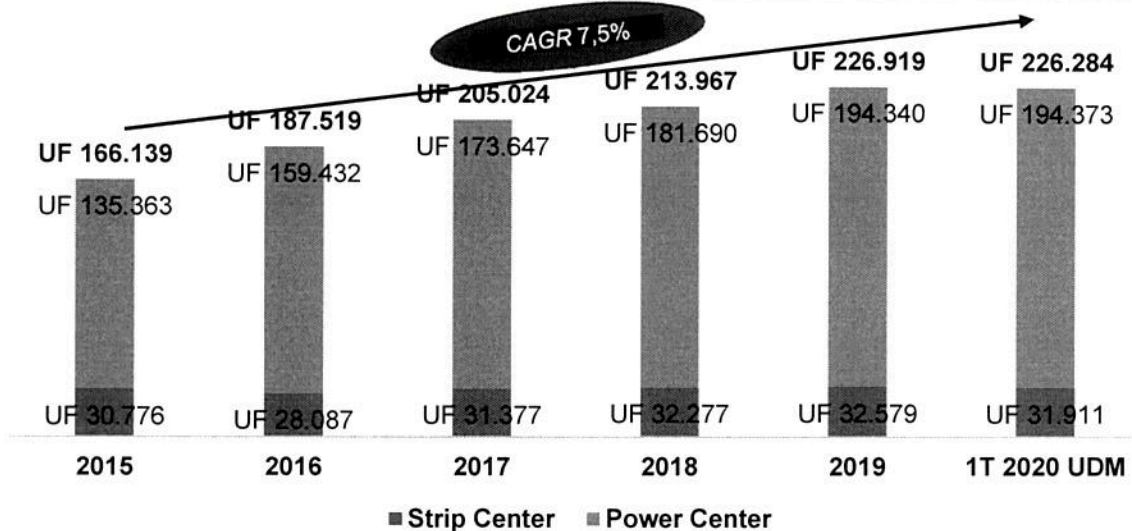 CAGR 7,5%
UF 166.139
UF 187.519
UF 205.024
UF 213.967
UF 226.919
UF 226.284
UF 135.363
UF 159.432
UF 173.647
UF 181.690
UF 194.340
UF 194.373
UF 30.776
UF 28.087
UF 31.377
UF 32.277
UF 32.579
UF 31.911
2015
2016
2017
2018
2019
1T 2020 UDM
Strip Center
Power Center